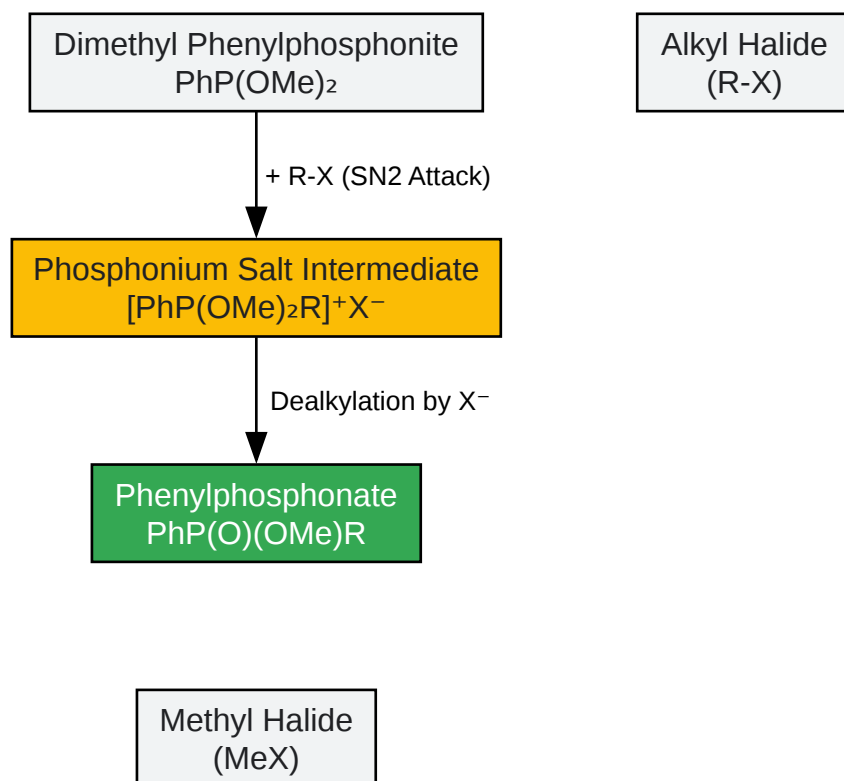 Dimethyl Phenylphosphonite
PhP(OMe)₂
Alkyl Halide
(R-X)
+ R-X (SN2 Attack)
Phosphonium Salt Intermediate
[PhP(OMe)₂R]⁺X⁻
Dealkylation by X⁻
Phenylphosphonate
PhP(O)(OMe)R
Methyl Halide
(MeX)